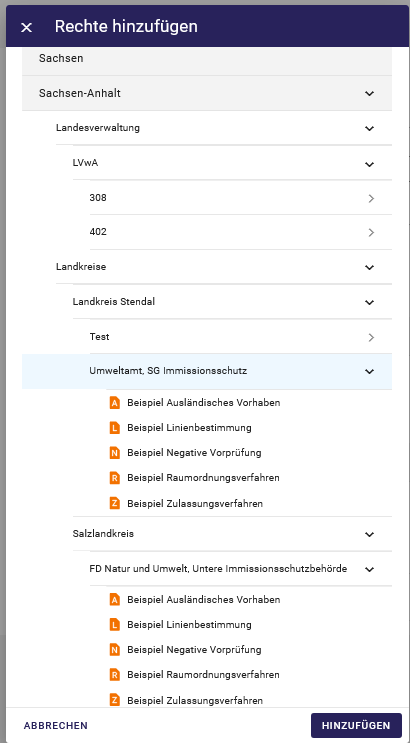 Rechte hinzufügen
Sachsen
Sachsen-Anhalt
Landesverwaltung
LVwA
308
402
Landkreise
Landkreis Stendal
Test
Umweltamt, SG Immissionsschutz
A Beispiel Ausländisches Vorhaben
L Beispiel Linienbestimmung
N Beispiel Negative Vorprüfung
R Beispiel Raumordnungsverfahren
Z Beispiel Zulassungsverfahren
Salzlandkreis
FD Natur und Umwelt, Untere Immissionsschutzbehörde
A Beispiel Ausländisches Vorhaben
L Beispiel Linienbestimmung
N Beispiel Negative Vorprüfung
R Beispiel Raumordnungsverfahren
Z Beispiel Zulassungsverfahren
ABBRECHEN HINZUFÜGEN